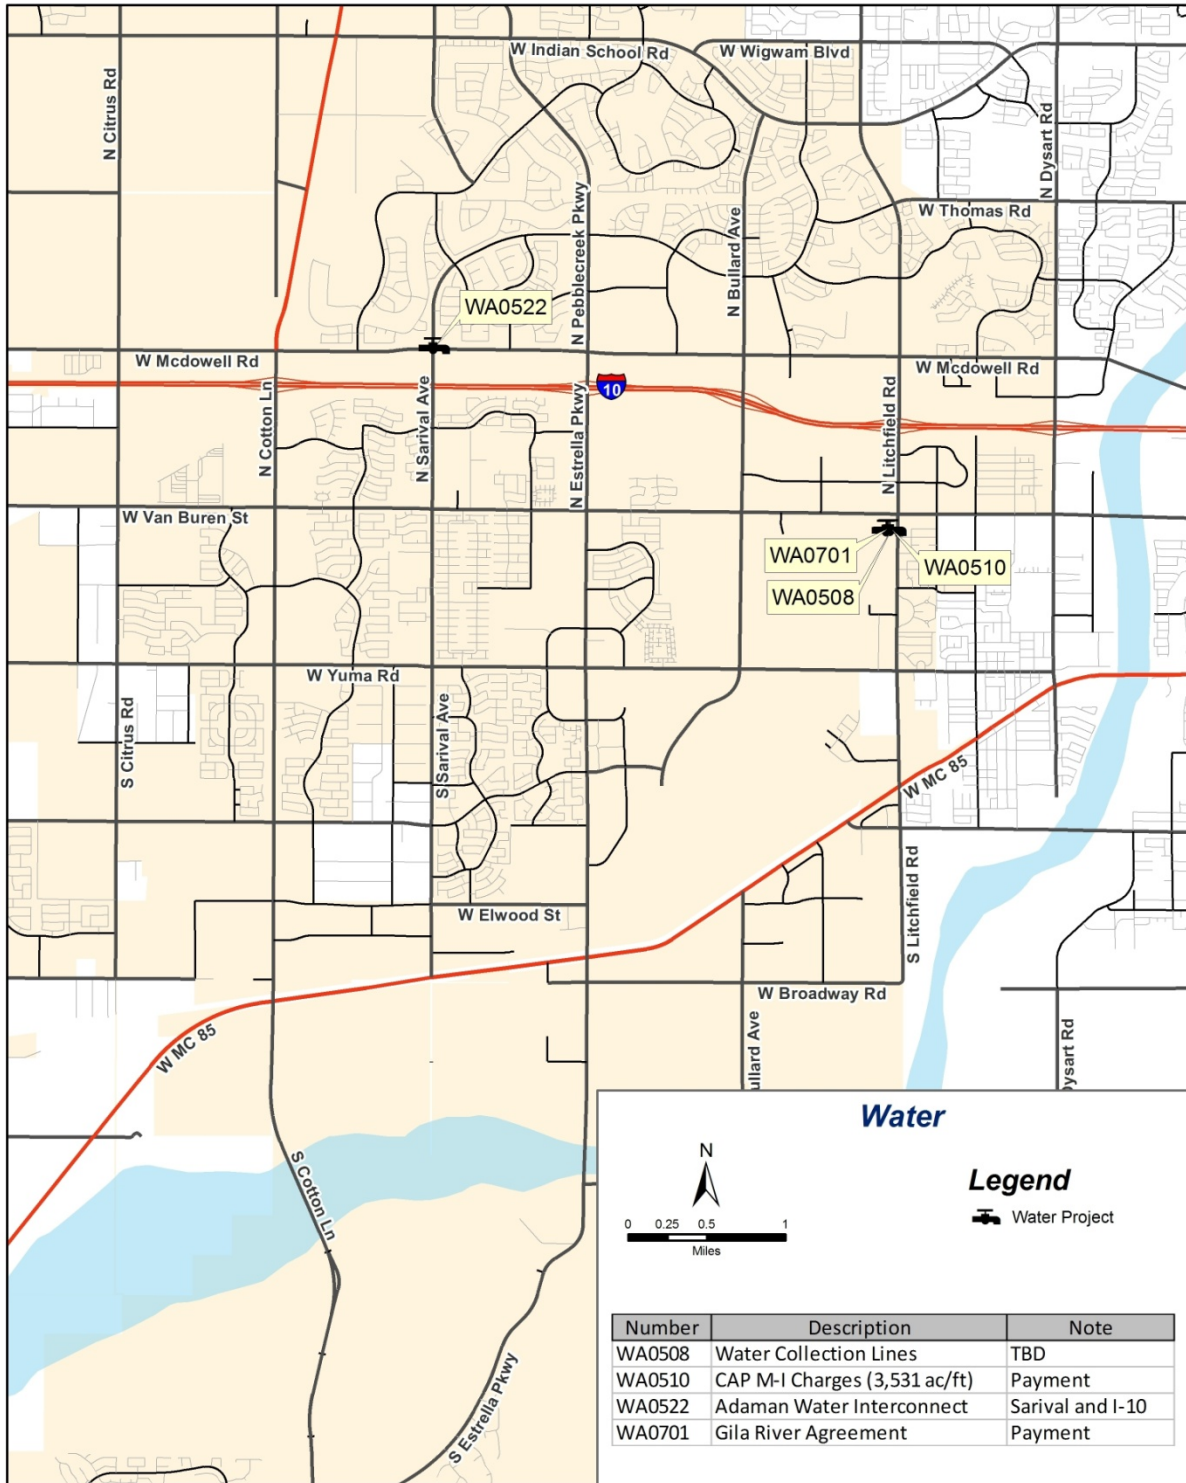 W Indian School Rd
W Wigwam Blvd
N Citrus Rd
N Dysart Rd
N Pebblecreek Pkwy
W Thomas Rd
N Bullard Ave
WA0522
W Mcdowell Rd
W Mcdowell Rd
10
N Cotton Ln
N Sarival Ave
N Estrella Pkwy
N Litchfield Rd
W Van Buren St
WA0701
WA0510
WA0508
W Yuma Rd
S Citrus Rd
S Sarival Ave
W MC 85
S Litchfield Rd
W Elwood St
W Broadway Rd
W MC 85
ullard Ave
Dysart Rd
S Cotton Ln
S Estrella Pkwy
Water
N
Legend
0 0.25 0.5 1
Miles
Water Project
Number Description Note
WA0508 Water Collection Lines TBD
WA0510 CAP M-I Charges (3,531 ac/ft) Payment
WA0522 Adaman Water Interconnect Sarival and I-10
WA0701 Gila River Agreement Payment